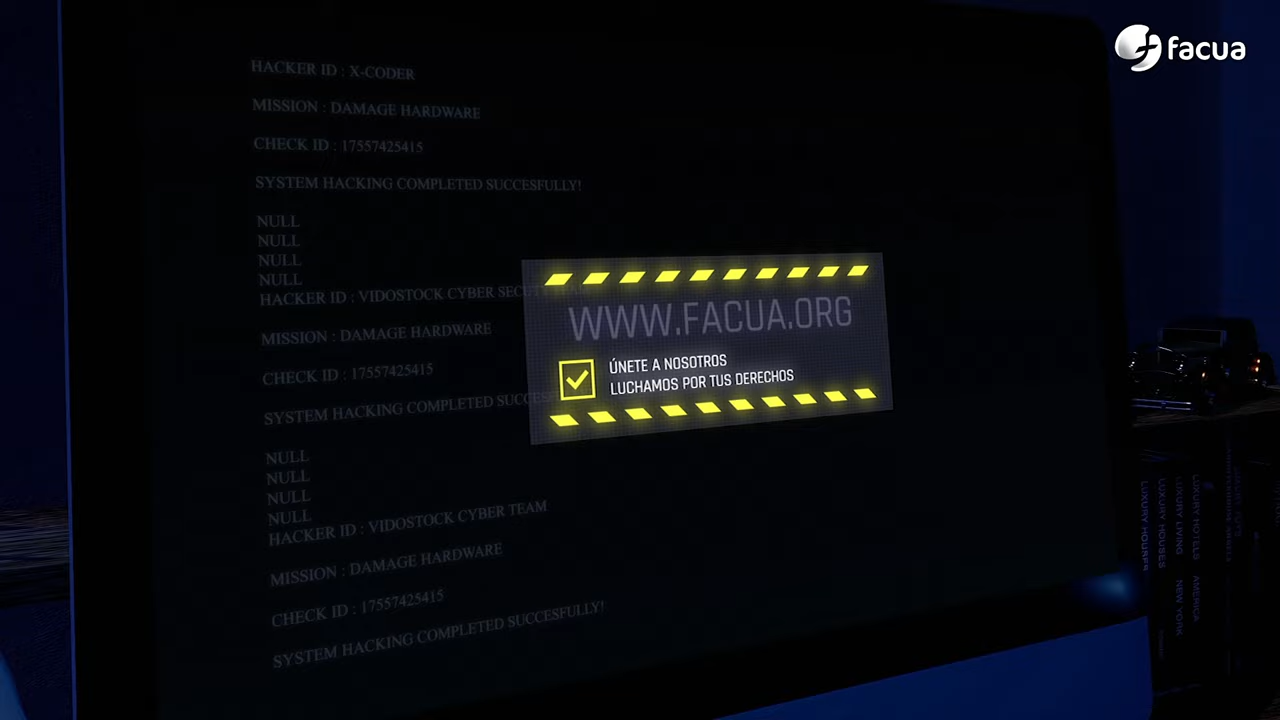 facua
HACKER ID : X-CODER
MISSION : DAMAGE HARDWARE
CHECK ID : 17557425415
SYSTEM HACKING COMPLETED SUCCESFULLY!
NULL
NULL
NULL
NULL
HACKER ID : VIDOSTOCK CYBER
MISSION : DAMAGE HARDWARE
CHECK ID : 17557425415
SYSTEM HACKING COMPLETED
NULL
NULL
NULL
NULL
HACKER ID : VIDOSTOCK CYBER TEAM
MISSION : DAMAGE HARDWARE
CHECK ID : 17557425415
SYSTEM HACKING COMPLETED SUCCESFULLY!
WWW.FACUA.ORG
ÚNETE A NOSOTROS
LUCHAMOS POR TUS DERECHOS
LUXURY HOUSES
LUXURY LIVING NEW YORK
LUXURY HOTELS AMERICA